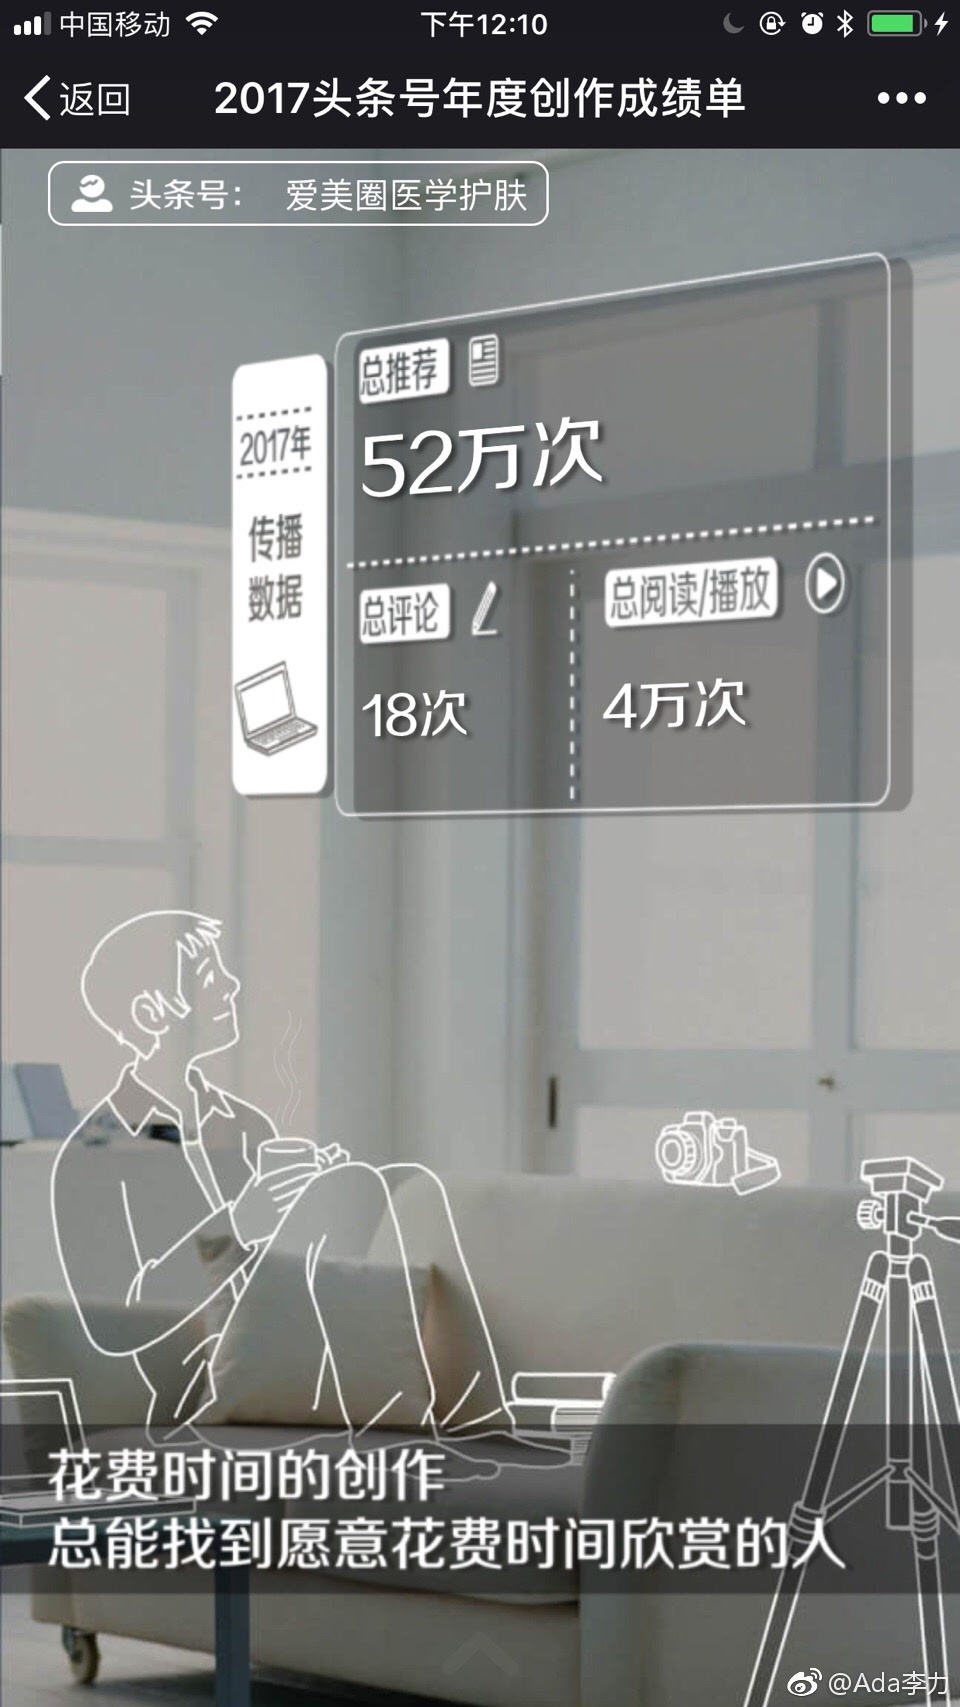 中国移动
下午12:10
返回
2017头条号年度创作成绩单
头条号： 爱美圈医学护肤
2017年
传播
数据
总推荐
52万次
总评论
18次
总阅读/播放
4万次
花费时间的创作
总能找到愿意花费时间欣赏的人
@Ada李力